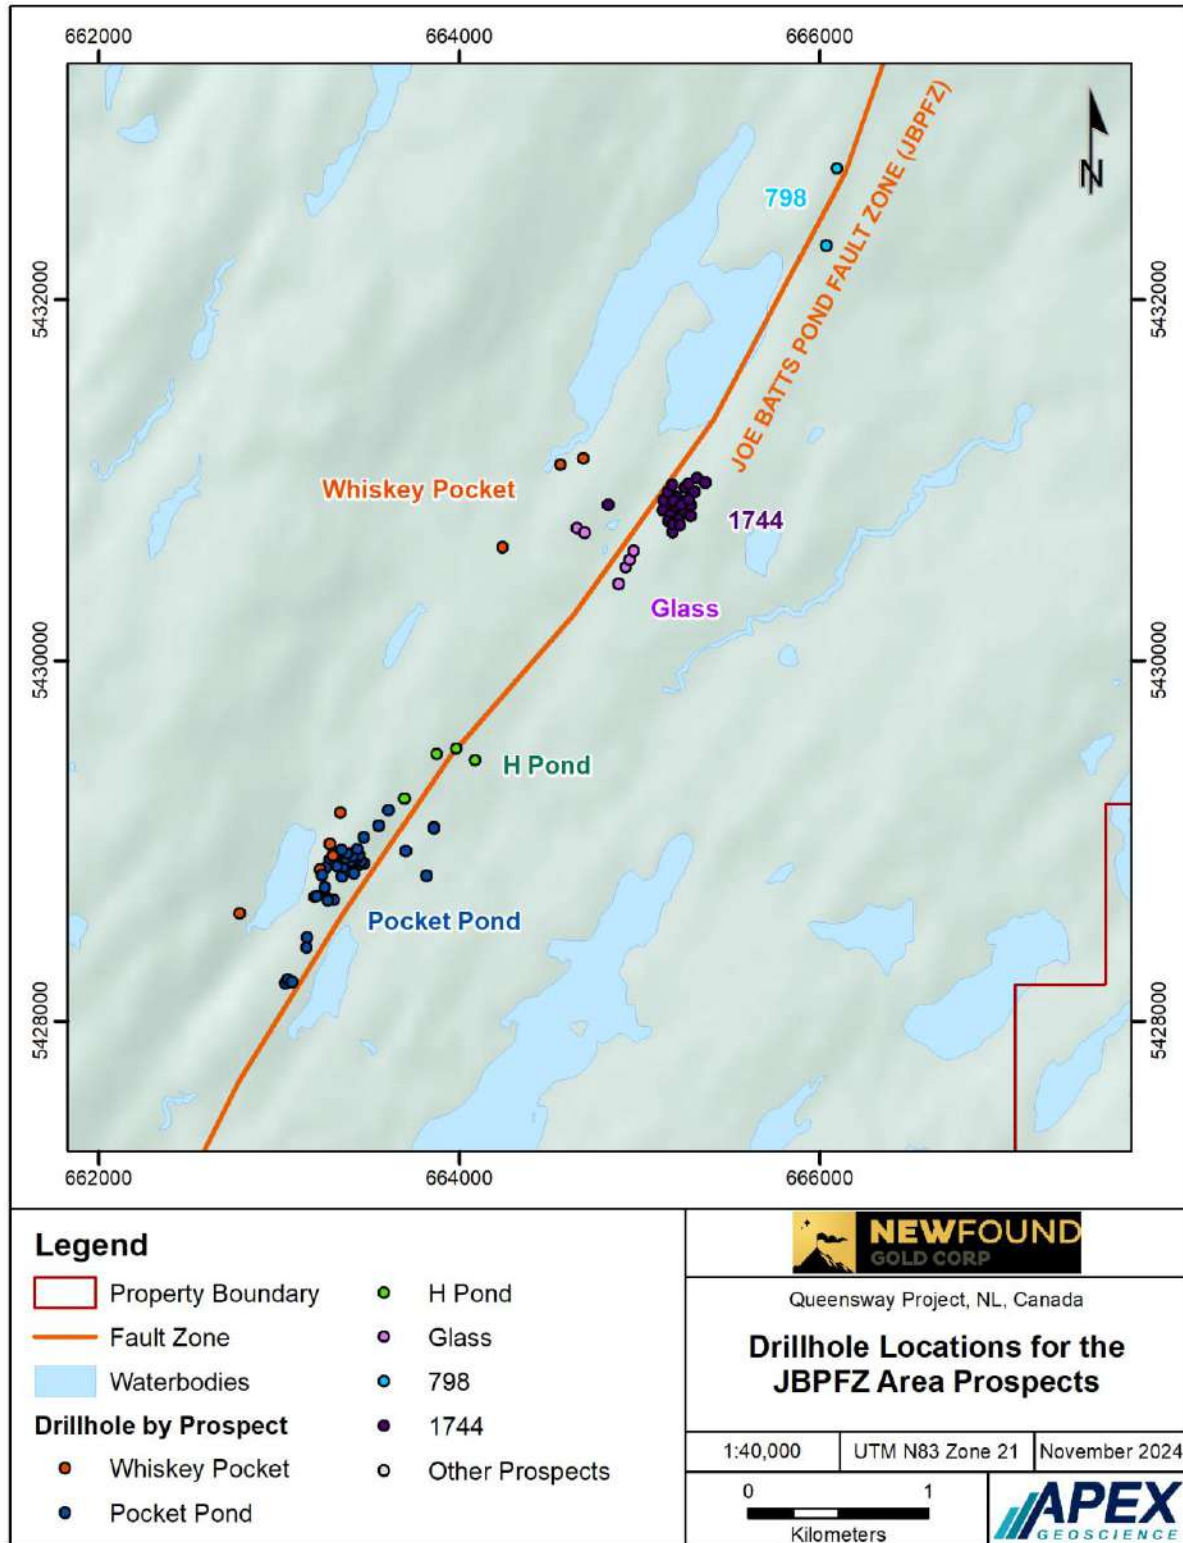 662000
664000
666000
5432000
5432000
N
798
JOE BATTS POND FAULT ZONE (JBPFZ)
Whiskey Pocket
1744
Glass
5430000
5430000
H Pond
Pocket Pond
5428000
5428000
662000
664000
666000
Legend
Property Boundary
Fault Zone
Waterbodies
Drillhole by Prospect
Whiskey Pocket
Pocket Pond
H Pond
Glass
798
1744
Other Prospects
NEWFOUND
GOLD CORP
Queensway Project, NL, Canada
Drillhole Locations for the
JBPFZ Area Prospects
1:40,000
UTM N83 Zone 21
November 2024
0
1
Kilometers
APEX
GEOSCIENCE